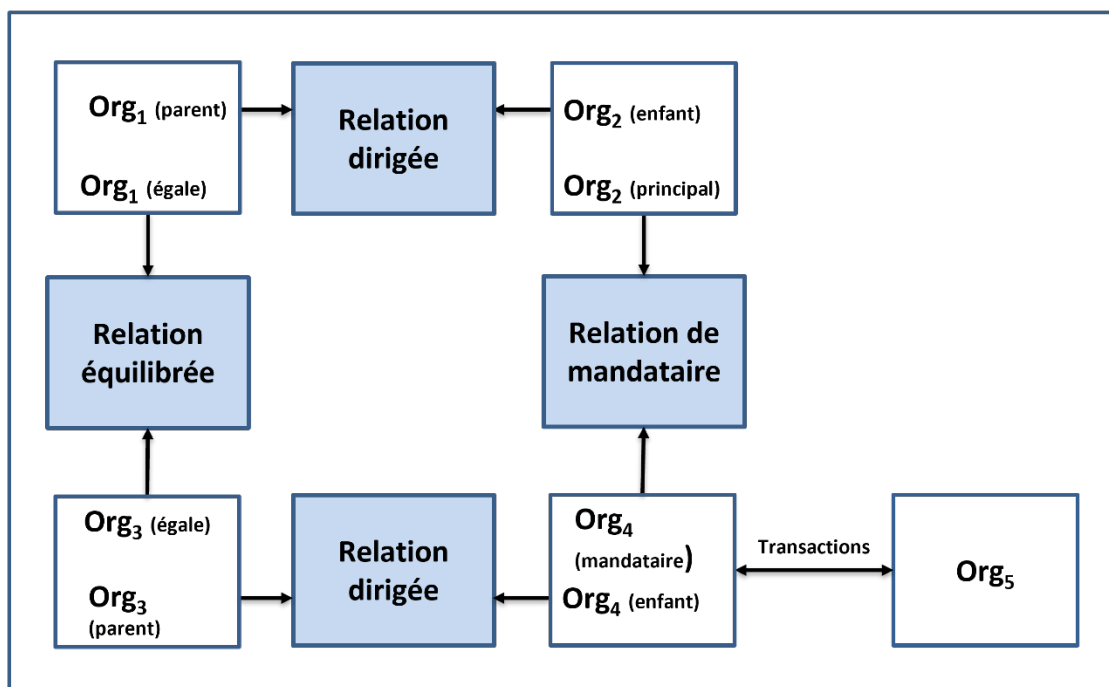 Org₁ (parent)
Org₁ (égale)
Relation
dirigée
Org₂ (enfant)
Org₂ (principal)
Relation
équilibrée
Relation de
mandataire
Org₃ (égale)
Org₃
(parent)
Relation
dirigée
Org₄
(mandataire)
Org₄ (enfant)
Transactions
Org₅